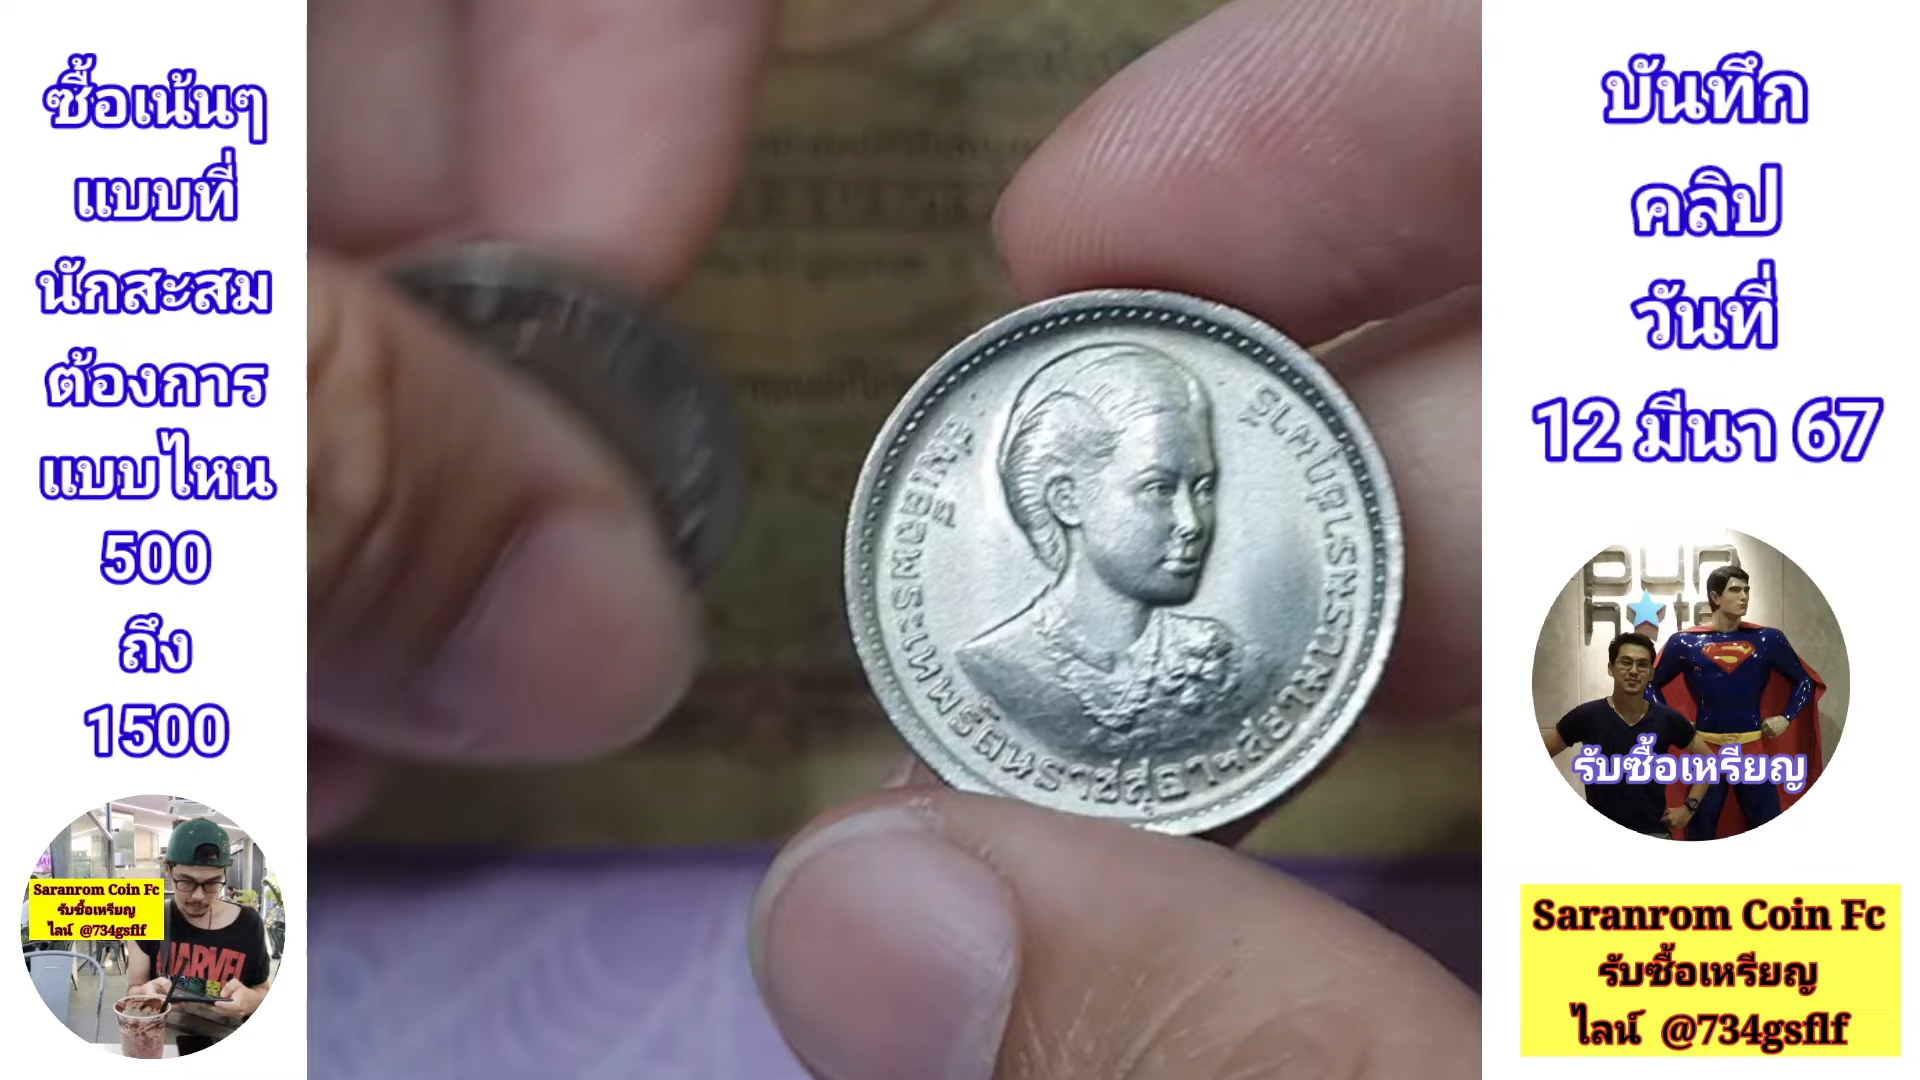 ซื้อเน้นๆ
แบบที่
นักสะสม
ต้องการ
แบบไหน
500
ถึง
1500
Saranrom Coin Fc
รับซื้อเหรียญ
ไลน์ @734gsflf
MARVEL
สมเด็จพระเทพรัตนราชสุดาฯสยามบรมราชกุมารี
บันทึก
คลิป
วันที่
12 มีนา 67
รับซื้อเหรียญ
Saranrom Coin Fc
รับซื้อเหรียญ
ไลน์ @734gsflf